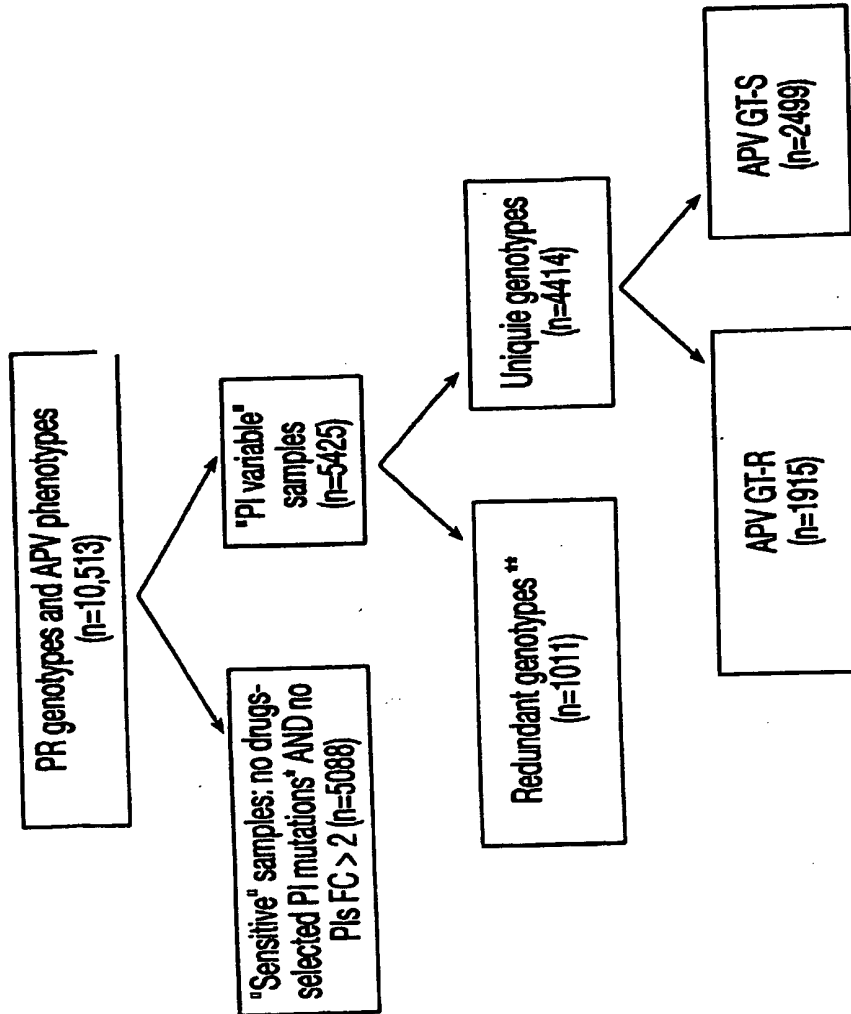 PR genotypes and APV phenotypes
(n=10,513)
"Sensitive" samples: no drugs-
selected PI mutations* AND no
PIs FC > 2 (n=5088)
"PI variable"
samples
(n=5425)
Redundant genotypes**
(n=1011)
Uniquie genotypes
(n=4414)
APV GT-R
(n=1915)
APV GT-S
(n=2499)